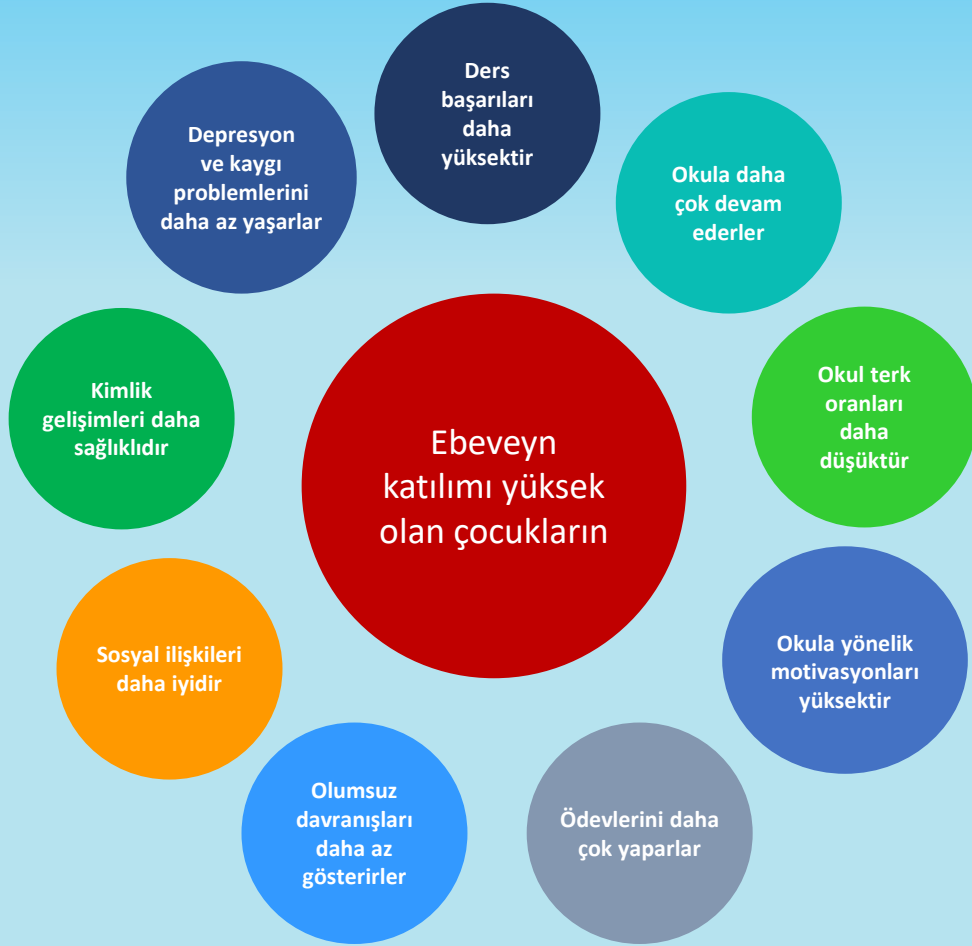 Ders
başarıları
daha
yüksektir
Depresyon
ve kaygı
problemlerini
daha az yaşarlar
Okula daha
çok devam
ederler
Kimlik
gelişimleri daha
sağlıklıdır
Ebeveyn
katılımı yüksek
olan çocukların
Okul terk
oranları
daha
düşüktür
Sosyal ilişkileri
daha iyidir
Okula yönelik
motivasyonları
yüksektir
Olumsuz
davranışları
daha az
gösterirler
Ödevlerini daha
çok yaparlar